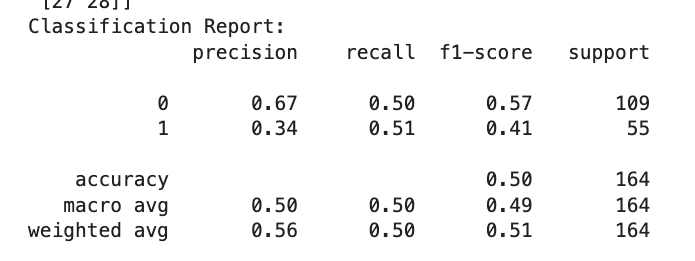 [27 28]]
Classification Report:
precision recall f1-score support
0 0.67 0.50 0.57 109
1 0.34 0.51 0.41 55
accuracy 0.50 164
macro avg 0.50 0.50 0.49 164
weighted avg 0.56 0.50 0.51 164